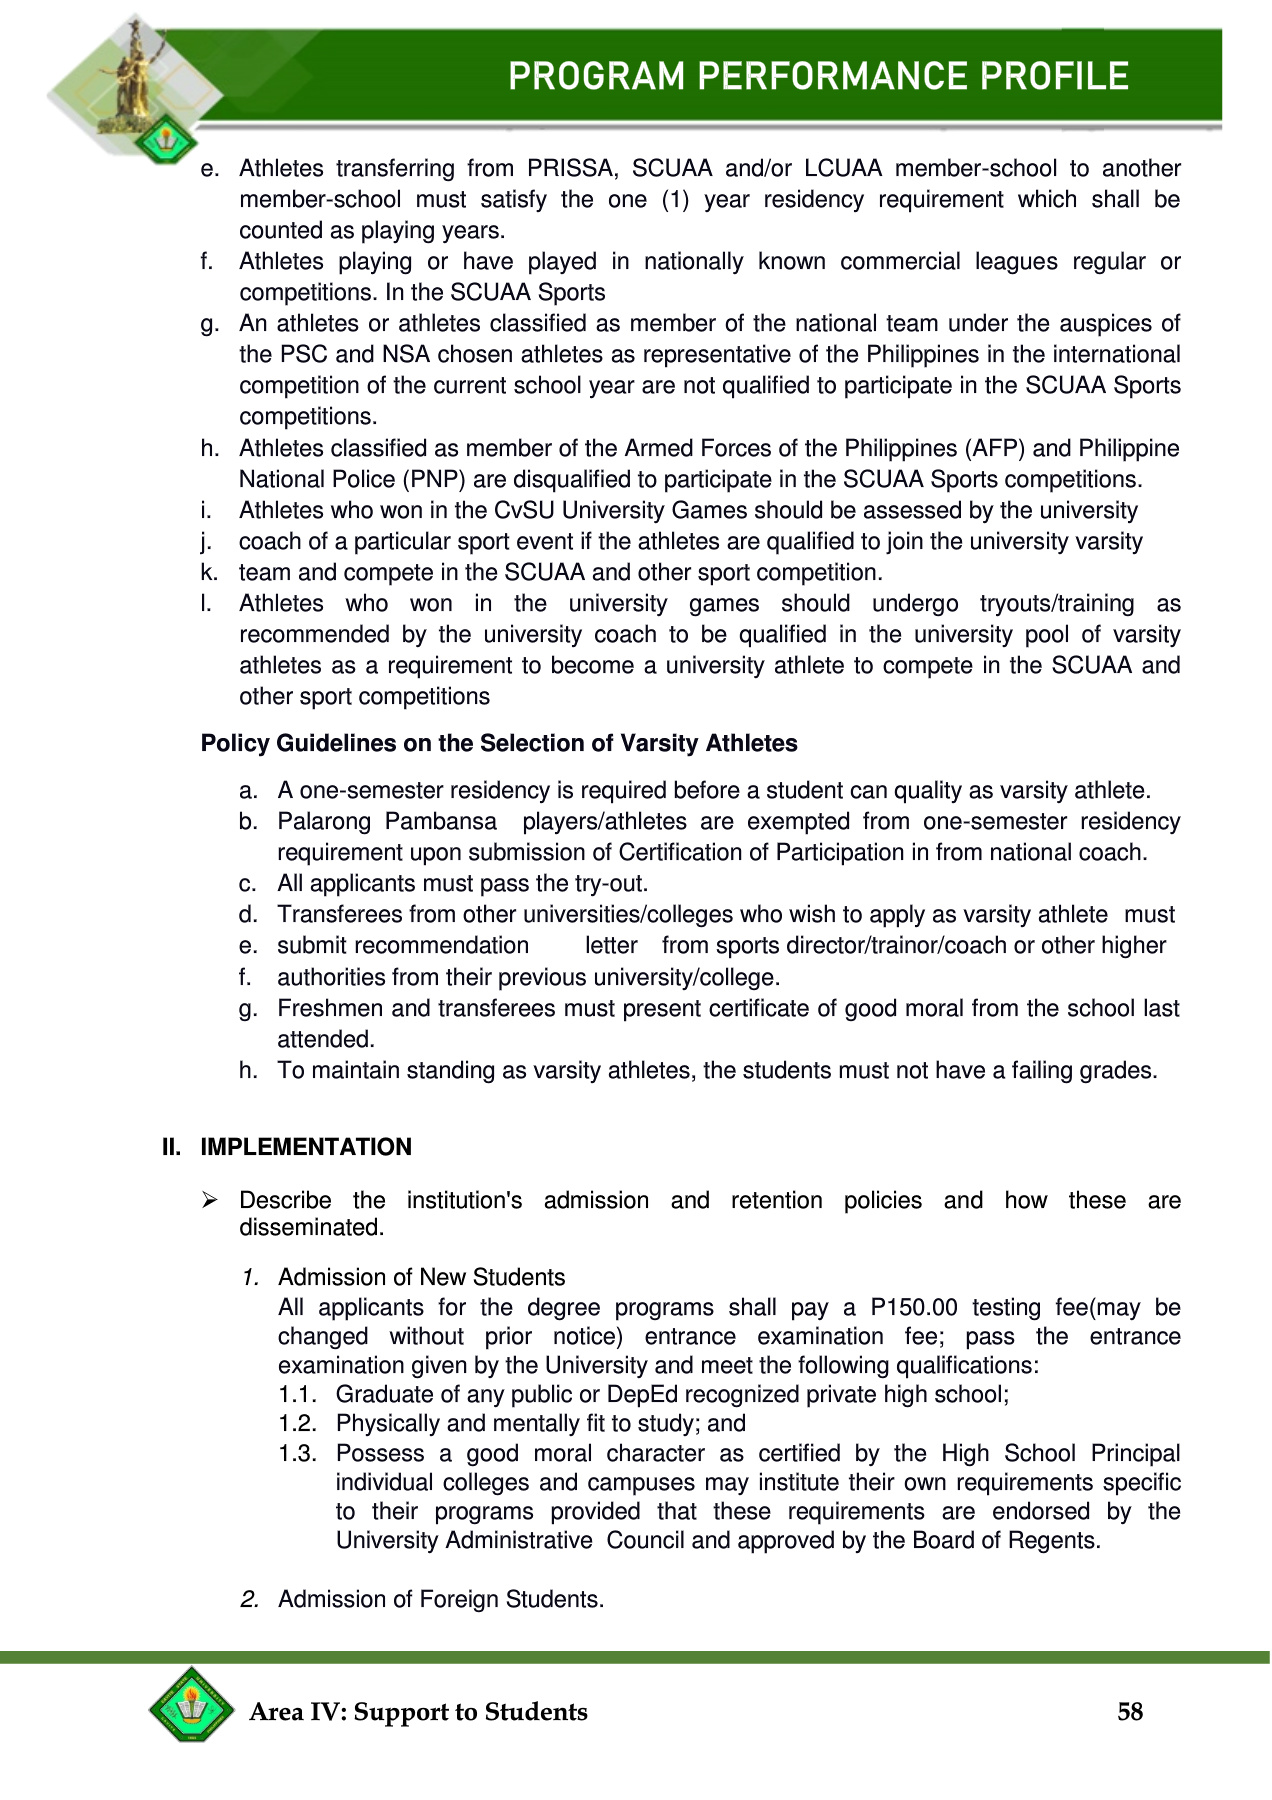 PROGRAM PERFORMANCE PROFILE
e. Athletes transferring from PRISSA, SCUAA and/or LCUAA member-school to another
member-school must satisfy the one (1) year residency requirement which shall be
counted as playing years.
f. Athletes playing or have played in nationally known commercial leagues regular or
competitions. In the SCUAA Sports
g. An athletes or athletes classified as member of the national team under the auspices of
the PSC and NSA chosen athletes as representative of the Philippines in the international
competition of the current school year are not qualified to participate in the SCUAA Sports
competitions.
h. Athletes classified as member of the Armed Forces of the Philippines (AFP) and Philippine
National Police (PNP) are disqualified to participate in the SCUAA Sports competitions.
i. Athletes who won in the CvSU University Games should be assessed by the university
j. coach of a particular sport event if the athletes are qualified to join the university varsity
k. team and compete in the SCUAA and other sport competition.
l. Athletes who won in the university games should undergo tryouts/training as
recommended by the university coach to be qualified in the university pool of varsity
athletes as a requirement to become a university athlete to compete in the SCUAA and
other sport competitions
Policy Guidelines on the Selection of Varsity Athletes
a. A one-semester residency is required before a student can quality as varsity athlete.
b. Palarong Pambansa players/athletes are exempted from one-semester residency
requirement upon submission of Certification of Participation in from national coach.
c. All applicants must pass the try-out.
d. Transferees from other universities/colleges who wish to apply as varsity athlete must
e. submit recommendation letter from sports director/trainor/coach or other higher
f. authorities from their previous university/college.
g. Freshmen and transferees must present certificate of good moral from the school last
attended.
h. To maintain standing as varsity athletes, the students must not have a failing grades.
II. IMPLEMENTATION
➢ Describe the institution's admission and retention policies and how these are
disseminated.
1. Admission of New Students
All applicants for the degree programs shall pay a P150.00 testing fee(may be
changed without prior notice) entrance examination fee; pass the entrance
examination given by the University and meet the following qualifications:
1.1. Graduate of any public or DepEd recognized private high school;
1.2. Physically and mentally fit to study; and
1.3. Possess a good moral character as certified by the High School Principal
individual colleges and campuses may institute their own requirements specific
to their programs provided that these requirements are endorsed by the
University Administrative Council and approved by the Board of Regents.
2. Admission of Foreign Students.
Area IV: Support to Students 58